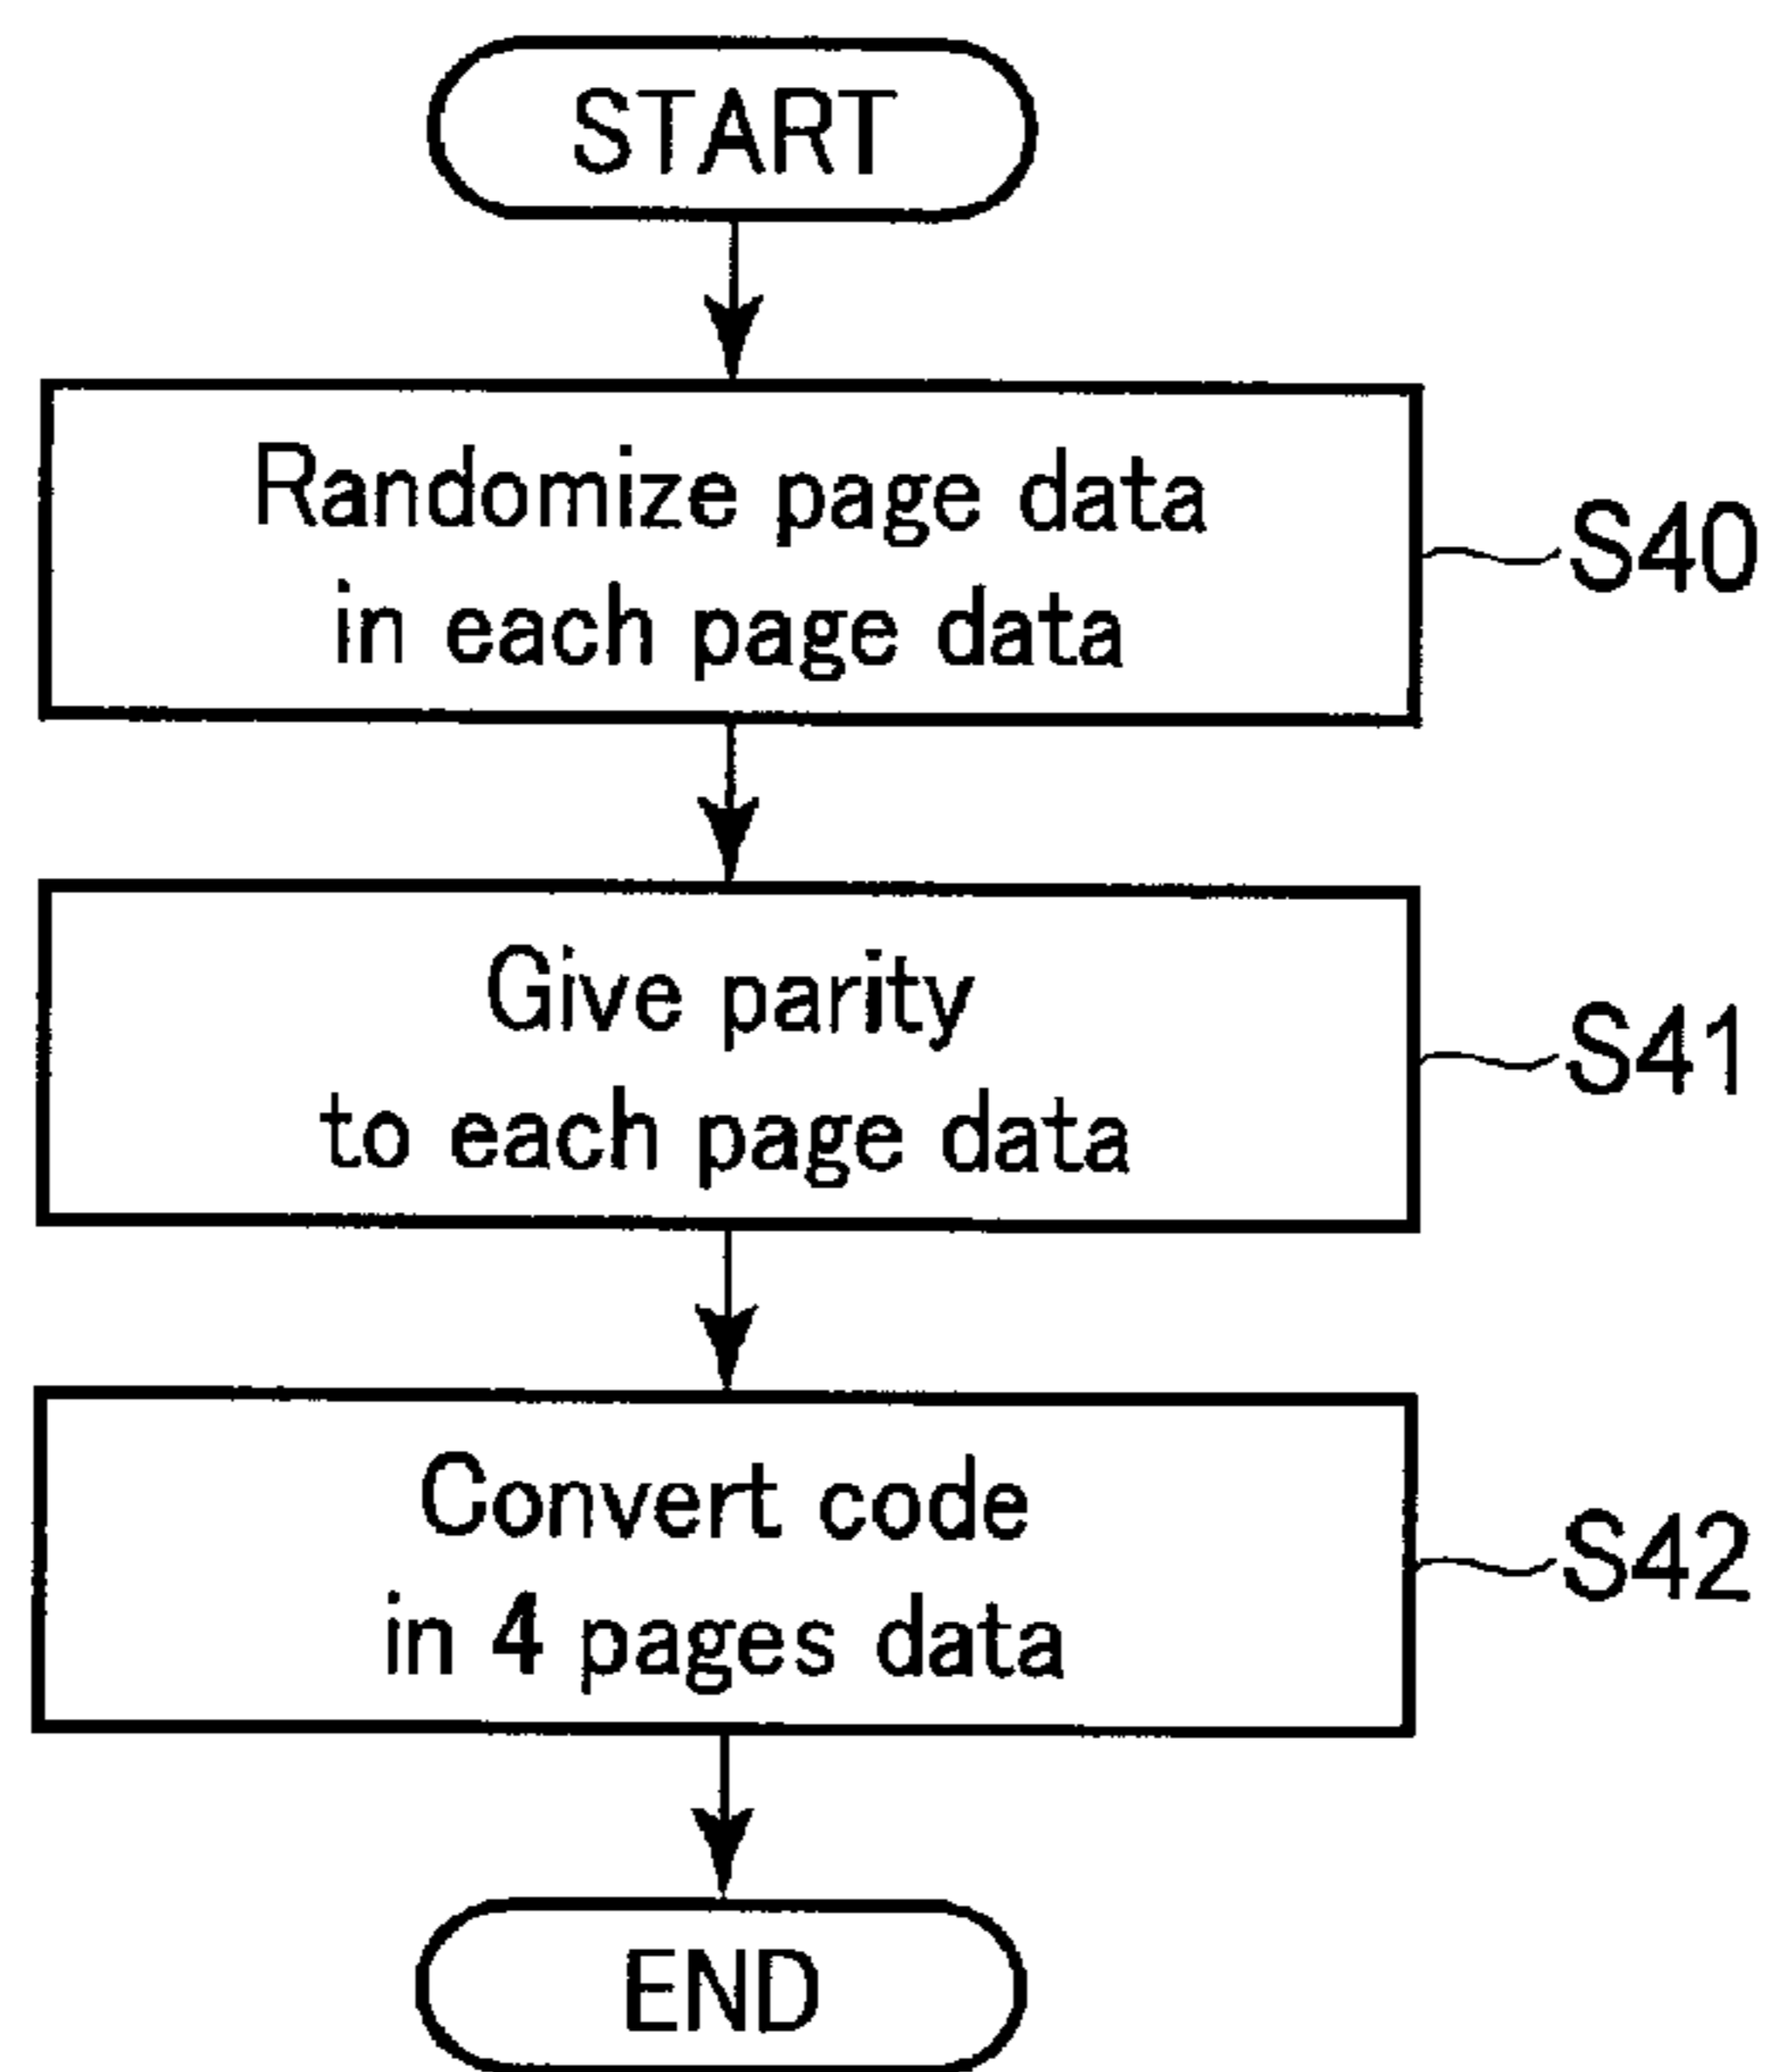 START
Randomize page data
in each page data
S40
Give parity
to each page data
S41
Convert code
in 4 pages data
S42
END